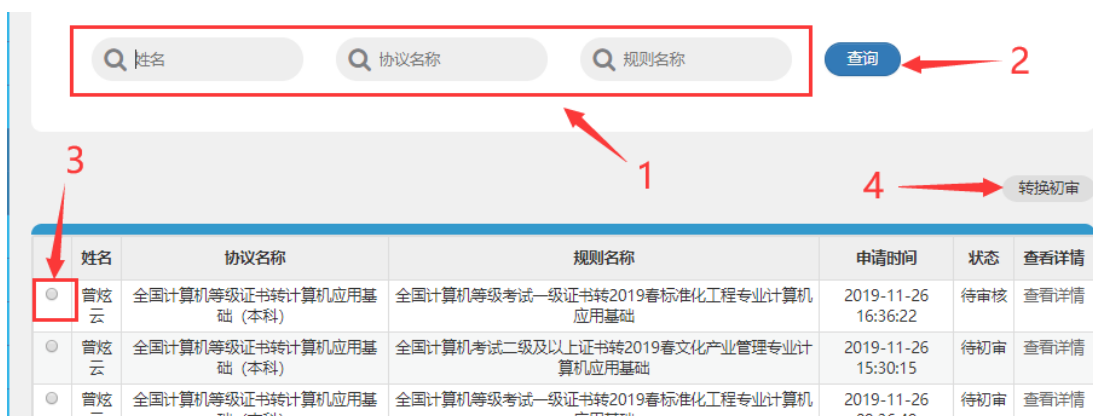 姓名 协议名称 规则名称 查询 2
3 1
4 转换初审
姓名 协议名称 规则名称 申请时间 状态 查看详情
曾炫 全国计算机等级证书转计算机应用基 全国计算机等级考试一级证书转2019春标准化工程专业计算机 2019-11-26 待审核 查看详情
云 础（本科） 应用基础 16:36:22
曾炫 全国计算机等级证书转计算机应用基 全国计算机考试二级及以上证书转2019春文化产业管理专业计 2019-11-26 待初审 查看详情
云 础（本科） 算机应用基础 15:30:15
曾炫 全国计算机等级证书转计算机应用基 全国计算机等级考试一级证书转2019春标准化工程专业计算机 2019-11-26 待初审 查看详情